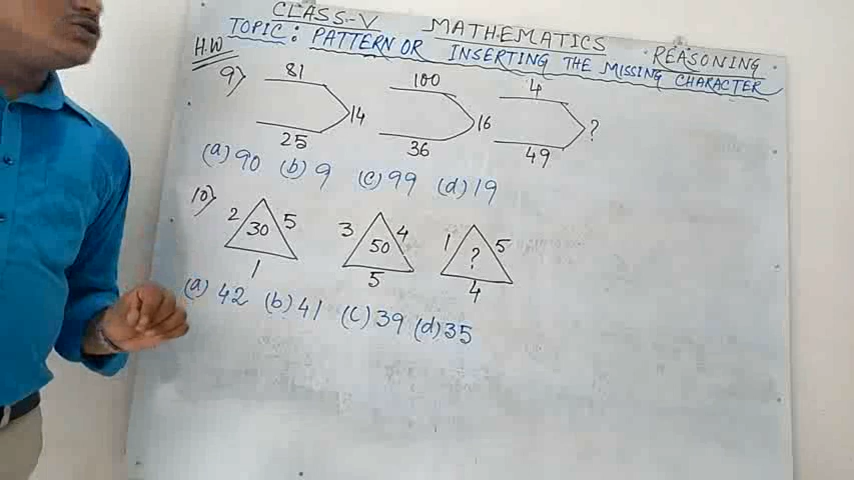 CLASS-V MATHEMATICS REASONING
TOPIC: PATTERN OR INSERTING THE MISSING CHARACTER
H.W
9) 81 100 4
14 16 ?
25 36 49
(a) 90 (b) 9 (c) 99 (d) 19
10) 2 30 5 3 50 4 1 ? 5
1 5 4
(a) 42 (b) 41 (c) 39 (d) 35